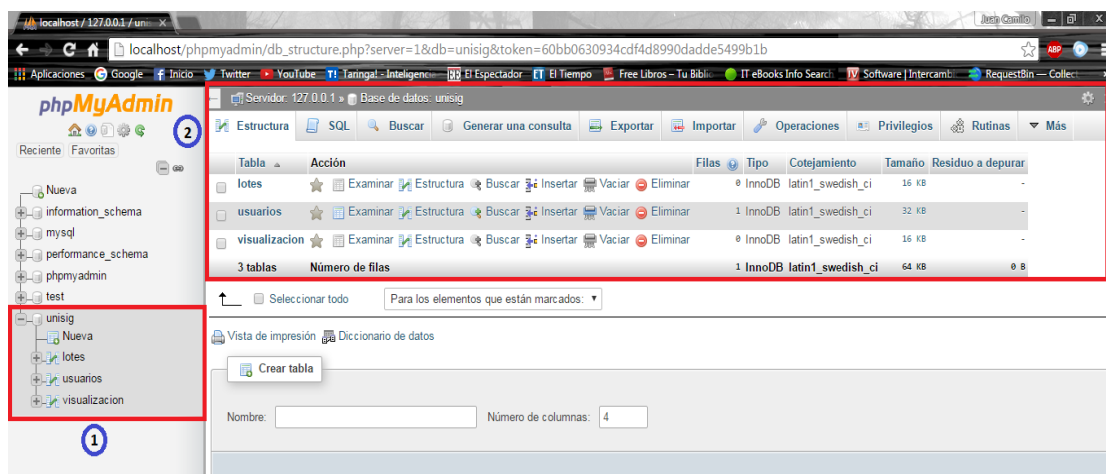 localhost / 127.0.0.1 / uni
Juan Camilo
localhost/phpmyadmin/db_structure.php?server=1&db=unisig&token=60bb0630934cdf4d8990dadde5499b1b
ABP
Aplicaciones Google Inicio Twitter YouTube Taringa! - Inteligencia El Espectador El Tiempo Free Libros – Tu Biblio IT eBooks Info Search Software | Intercamb RequestBin — Collect
phpMyAdmin
Reciente Favoritas
Nueva
information_schema
mysql
performance_schema
phpmyadmin
test
unisig
Nueva
lotes
usuarios
visualizacion
1
2
Servidor: 127.0.0.1 » Base de datos: unisig
Estructura SQL Buscar Generar una consulta Exportar Importar Operaciones Privilegios Rutinas Más
Tabla Acción Filas Tipo Cotejamiento Tamaño Residuo a depurar
lotes Examinar Estructura Buscar Insertar Vaciar Eliminar 0 InnoDB latin1_swedish_ci 16 KB -
usuarios Examinar Estructura Buscar Insertar Vaciar Eliminar 1 InnoDB latin1_swedish_ci 32 KB -
visualizacion Examinar Estructura Buscar Insertar Vaciar Eliminar 0 InnoDB latin1_swedish_ci 16 KB -
3 tablas Número de filas 1 InnoDB latin1_swedish_ci 64 KB 0 B
Seleccionar todo Para los elementos que están marcados:
Vista de impresión Diccionario de datos
Crear tabla
Nombre: Número de columnas: 4